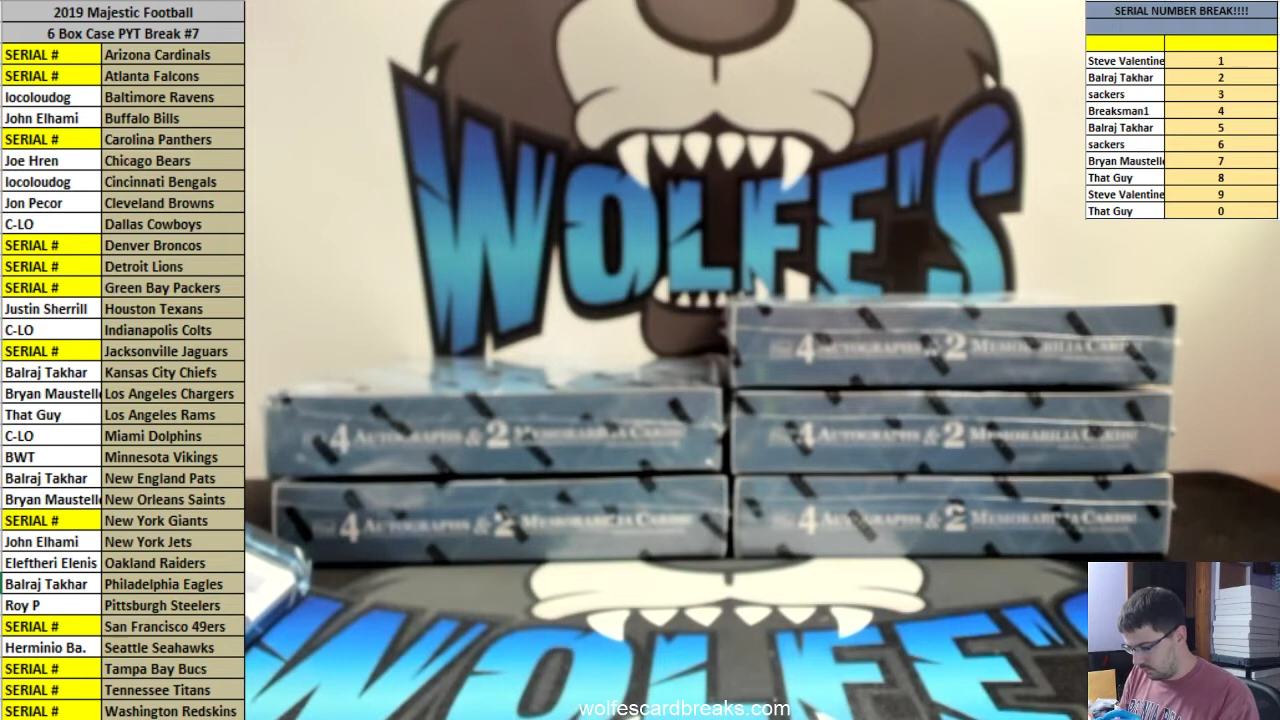 2019 Majestic Football
6 Box Case PYT Break #7
SERIAL # Arizona Cardinals
SERIAL # Atlanta Falcons
locoloudog Baltimore Ravens
John Elhami Buffalo Bills
SERIAL # Carolina Panthers
Joe Hren Chicago Bears
locoloudog Cincinnati Bengals
Jon Pecor Cleveland Browns
C-LO Dallas Cowboys
SERIAL # Denver Broncos
SERIAL # Detroit Lions
SERIAL # Green Bay Packers
Justin Sherrill Houston Texans
C-LO Indianapolis Colts
SERIAL # Jacksonville Jaguars
Balraj Takhar Kansas City Chiefs
Bryan Maustell Los Angeles Chargers
That Guy Los Angeles Rams
C-LO Miami Dolphins
BWT Minnesota Vikings
Balraj Takhar New England Pats
Bryan Maustell New Orleans Saints
SERIAL # New York Giants
John Elhami New York Jets
Eleftheri Elenis Oakland Raiders
Balraj Takhar Philadelphia Eagles
Roy P Pittsburgh Steelers
SERIAL # San Francisco 49ers
Herminio Ba. Seattle Seahawks
SERIAL # Tampa Bay Bucs
SERIAL # Tennessee Titans
SERIAL # Washington Redskins
WOLFE'S
4 AUTOGRAPHS & 2 MEMORABILIA CARDS!
4 AUTOGRAPHS & 2 MEMORABILIA CARDS!
4 AUTOGRAPHS & 2 MEMORABILIA CARDS!
4 AUTOGRAPHS & 2 MEMORABILIA CARDS!
4 AUTOGRAPHS & 2 MEMORABILIA CARDS!
WOLFE'S
wolfescardbreaks.com
SERIAL NUMBER BREAK!!!!
Steve Valentine 1
Balraj Takhar 2
sackers 3
Breaksman1 4
Balraj Takhar 5
sackers 6
Bryan Maustell 7
That Guy 8
Steve Valentine 9
That Guy 0